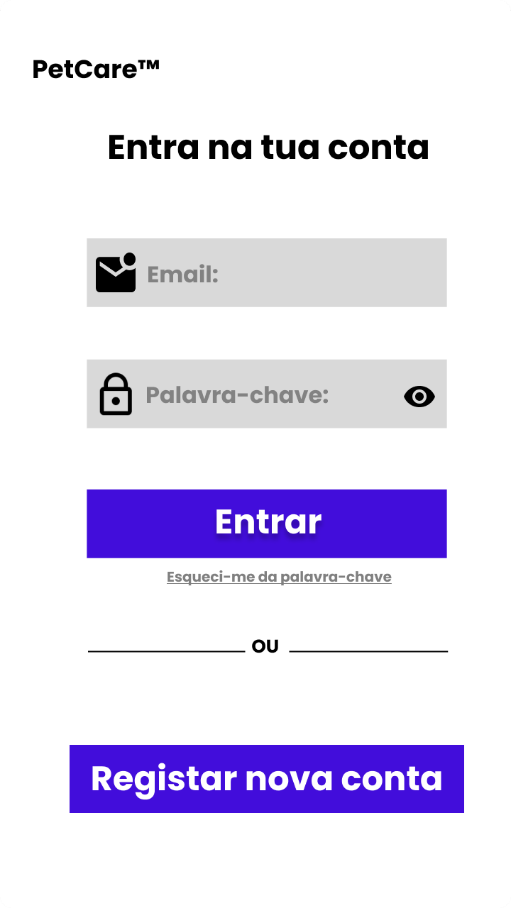 PetCare™
Entra na tua conta
Email:
Palavra-chave:
Entrar
Esqueci-me da palavra-chave
OU
Registar nova conta